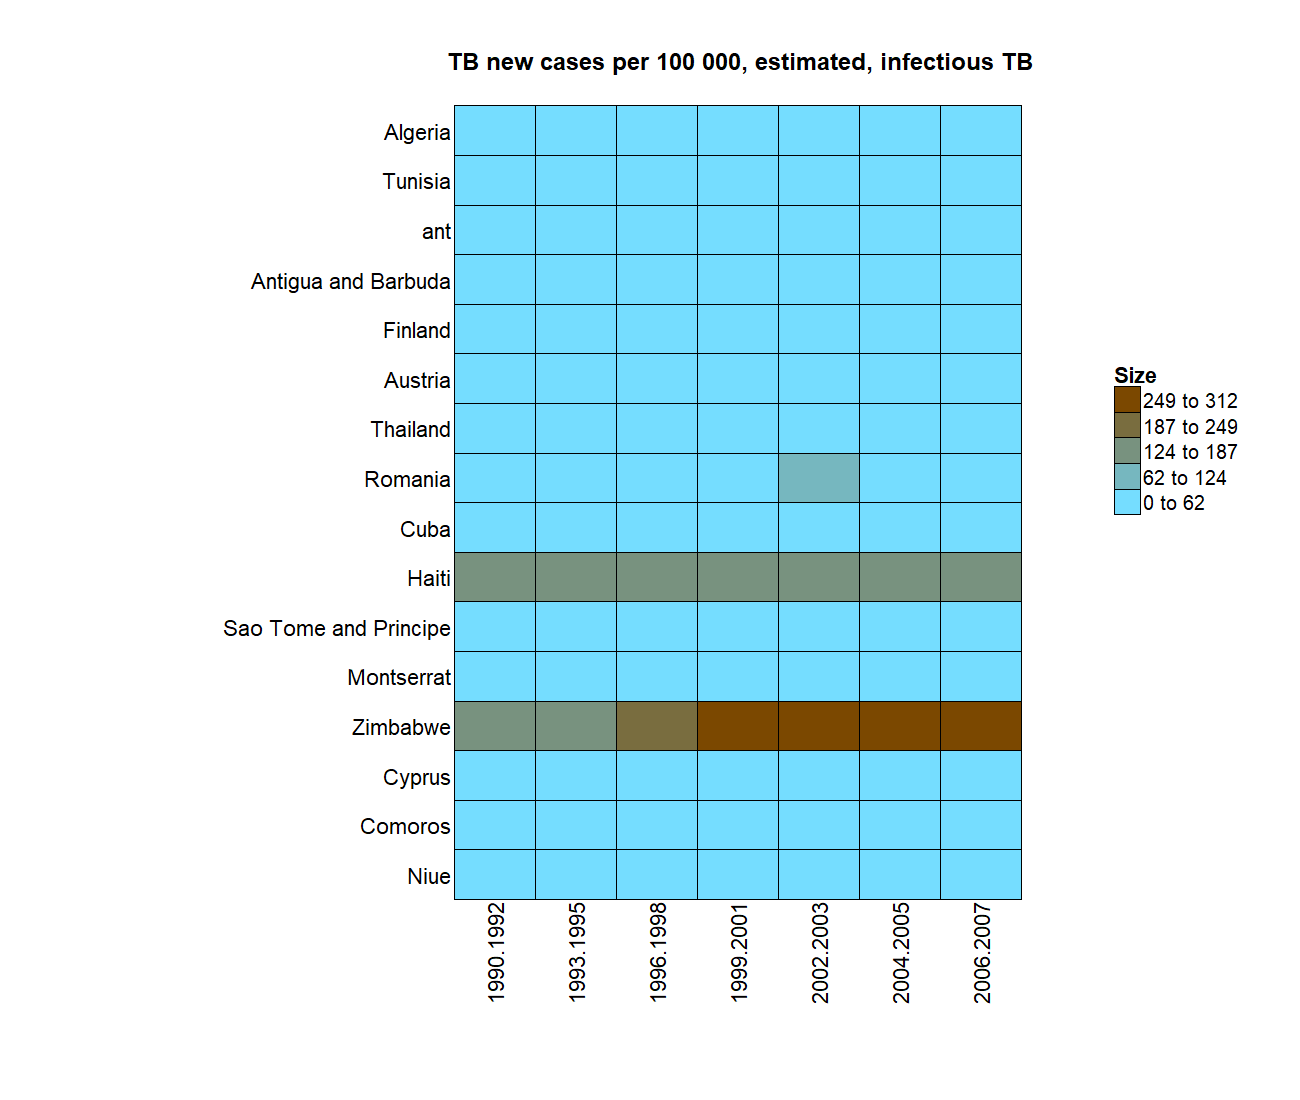 TB new cases per 100 000, estimated, infectious TB
Algeria
Tunisia
ant
Antigua and Barbuda
Finland
Austria
Thailand
Romania
Cuba
Haiti
Sao Tome and Principe
Montserrat
Zimbabwe
Cyprus
Comoros
Niue
1990.1992
1993.1995
1996.1998
1999.2001
2002.2003
2004.2005
2006.2007
Size
249 to 312
187 to 249
124 to 187
62 to 124
0 to 62